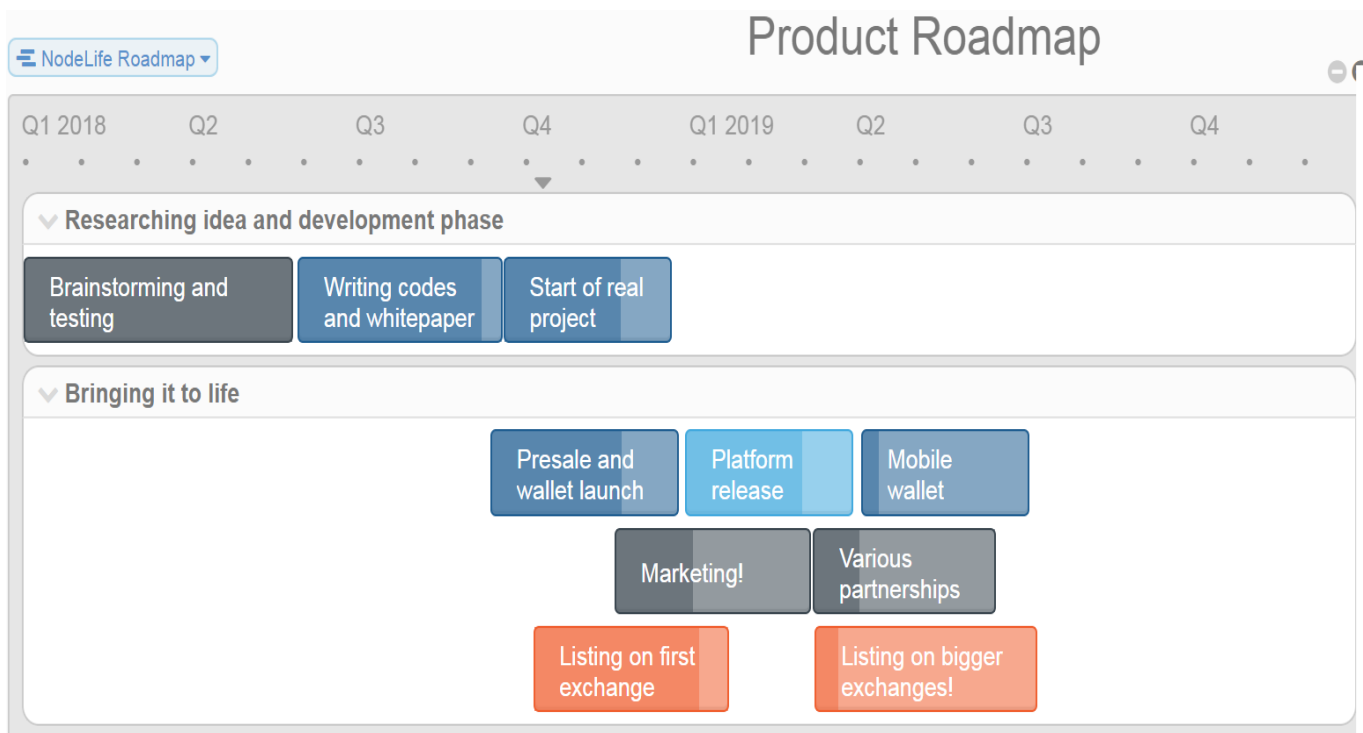 Product Roadmap
NodeLife Roadmap
Q1 2018 Q2 Q3 Q4 Q1 2019 Q2 Q3 Q4
Researching idea and development phase
Brainstorming and
testing
Writing codes
and whitepaper
Start of real
project
Bringing it to life
Presale and
wallet launch
Platform
release
Mobile
wallet
Marketing!
Various
partnerships
Listing on first
exchange
Listing on bigger
exchanges!